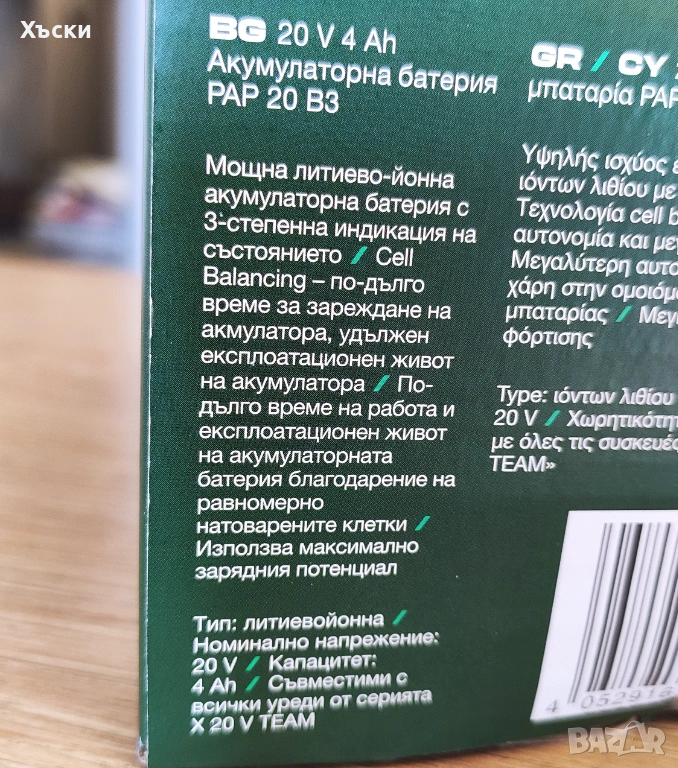 Хъски
BG 20 V 4 Ah
Акумулаторна батерия
PAP 20 B3
Мощна литиево-йонна
акумулаторна батерия с
3-степенна индикация на
състоянието / Cell
Balancing – по-дълго
време за зареждане на
акмулатора, удължен
експлоатационен живот
на акумулатора / По-
дълго време на работа и
експлоатационен живот
на акумулаторната
батерия благодарение на
равномерно
натоварените клетки /
Използва максимално
зарядния потенциал
Тип: литиевойонна /
Номинално напрежение:
20 V / Капацитет:
4 Ah / Съвместими с
всички уреди от серията
X 20 V TEAM
GR / CY
μπαταρία PAP
Υψηλής ισχύος
ιόντων λιθίου με
Τεχνολογία cell
αυτονομία και
Μεγαλύτερη
χάρη στην
μπαταρίας /
φόρτισης
Type: ιόντων λιθίου
20 V / Χωρητικότητ
με όλες τις συσκευές
TEAM»
4 052916
BAZAR